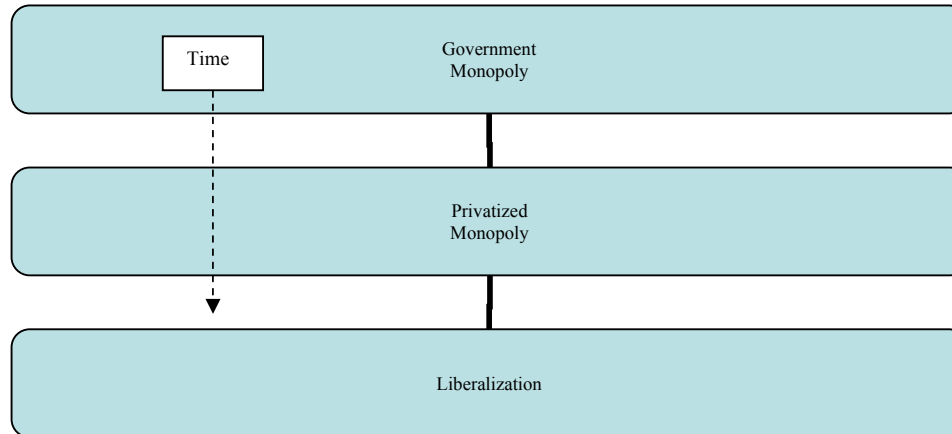 Time
Government
Monopoly
Privatized
Monopoly
Liberalization